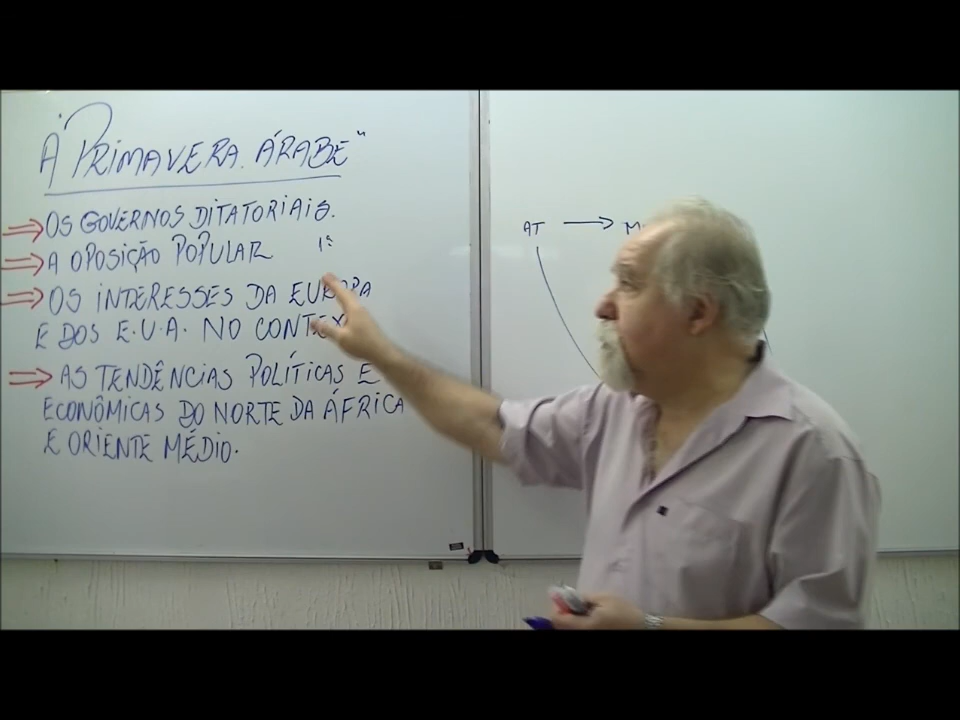 A "PRIMAVERA ÁRABE"
OS GOVERNOS DITATORIAIS.
A OPOSIÇÃO POPULAR 1º
OS INTERESSES DA EUROPA
E DOS E.U.A. NO
AS TENDÊNCIAS POLÍTICAS E
ECONÔMICAS DO NORTE DA ÁFRICA
E ORIENTE MÉDIO.
AT → M